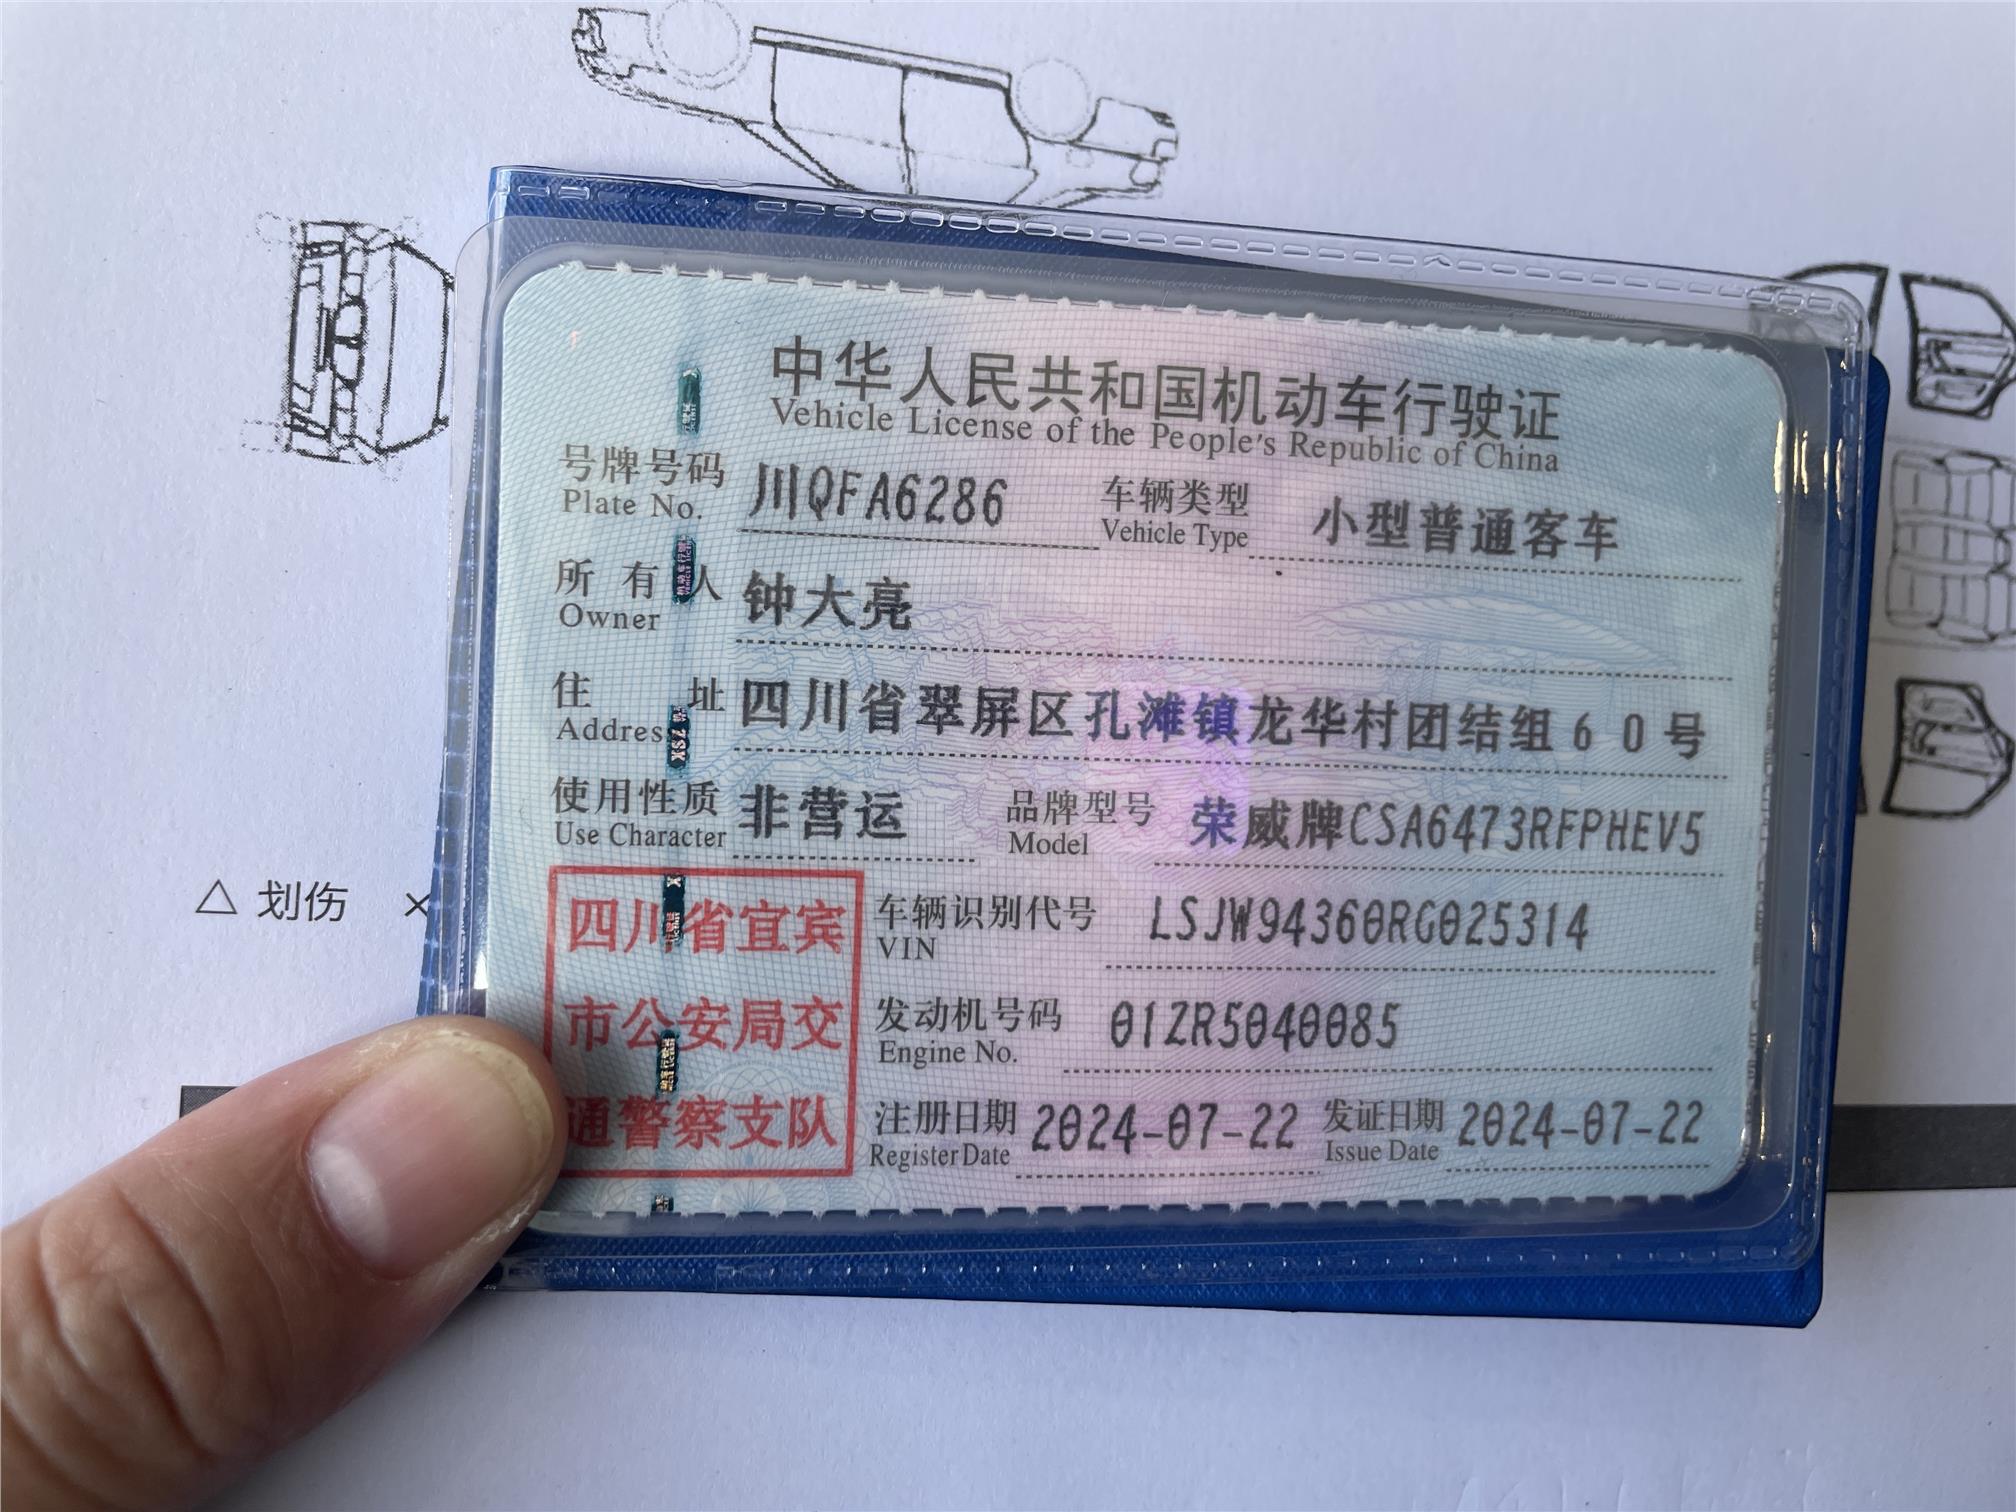 中华人民共和国机动车行驶证
Vehicle License of the People's Republic of China
号牌号码 川QFA6286 车辆类型 小型普通客车
Plate No. Vehicle Type
所有人 钟大亮
Owner
住址 四川省翠屏区孔滩镇龙华村团结组60号
Address
使用性质 非营运 品牌型号 荣威牌CSA6473RFPHEV5
Use Character Model
四川省宜宾
市公安局交
通警察支队
车辆识别代号 LSJW94360RG025314
VIN
发动机号码 01ZR5040085
Engine No.
注册日期 2024-07-22 发证日期 2024-07-22
Register Date Issue Date
△ 划伤 ×